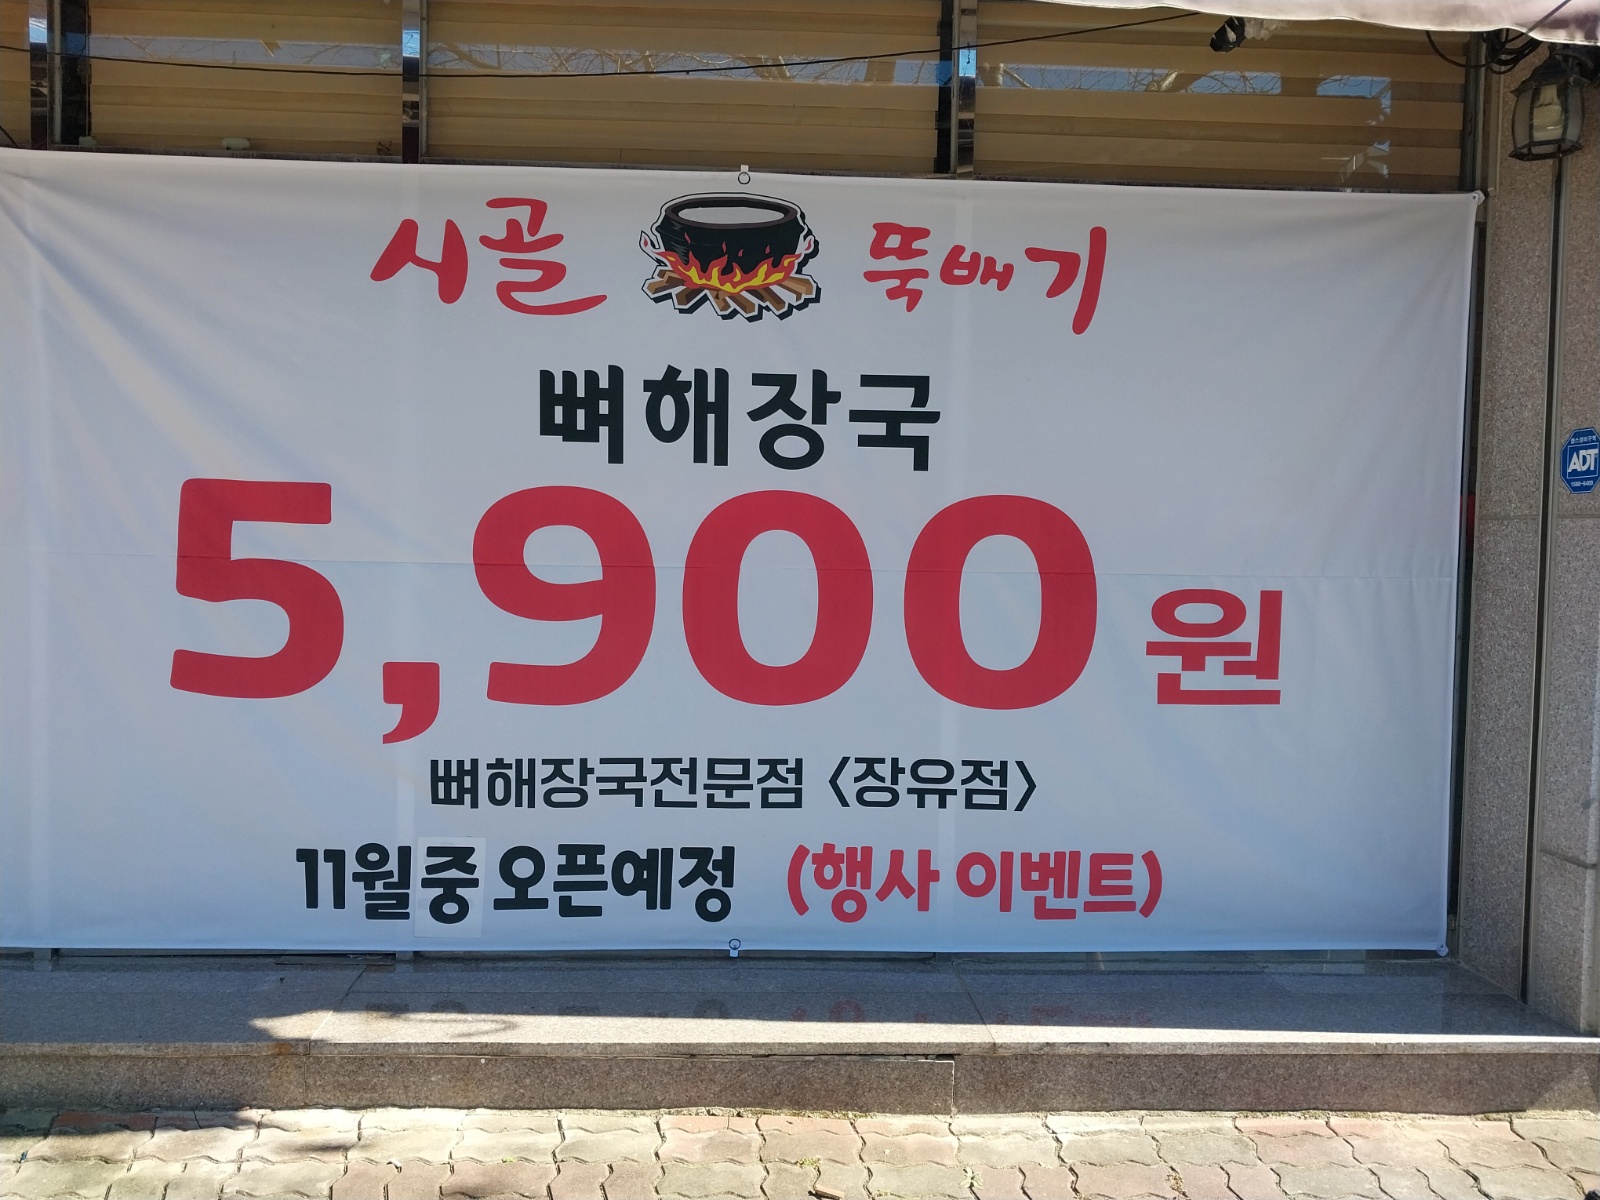 시골 뚝배기
뼈해장국
5,900 원
뼈해장국전문점 <장유점>
11월중 오픈예정 (행사 이벤트)
ADT